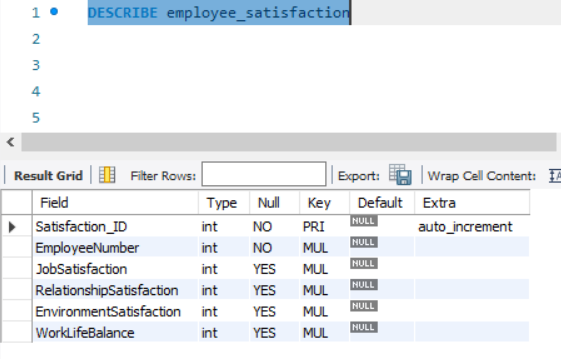 1 DESCRIBE employee_satisfaction
2
3
4
5
Result Grid Filter Rows: Export: Wrap Cell Content:
Field Type Null Key Default Extra
Satisfaction_ID int NO PRI NULL auto_increment
EmployeeNumber int NO MUL NULL
JobSatisfaction int YES MUL NULL
RelationshipSatisfaction int YES MUL NULL
EnvironmentSatisfaction int YES MUL NULL
WorkLifeBalance int YES MUL NULL